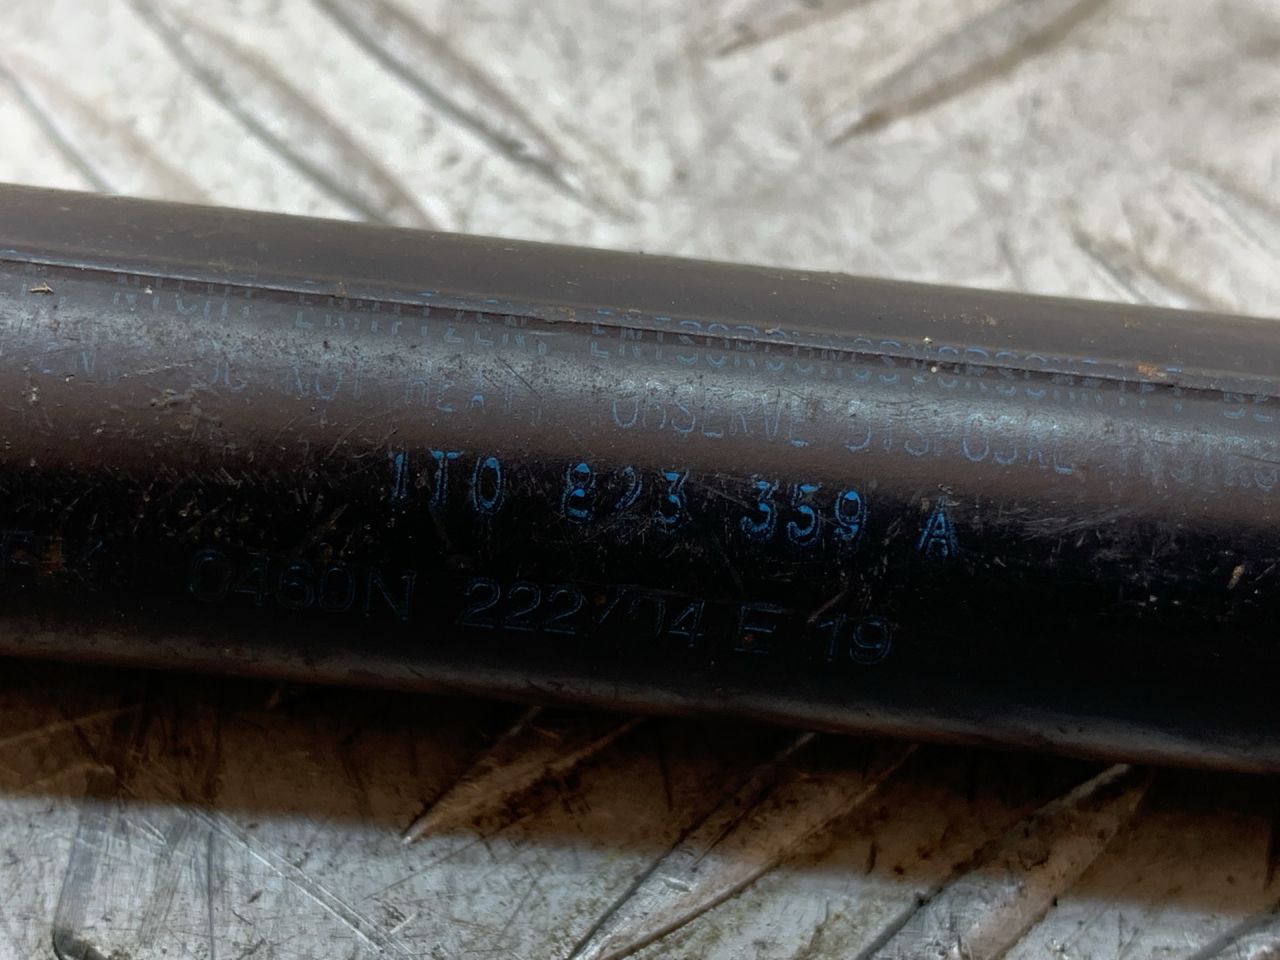 NICHT ERHITZEN, ENTSORGUNGSVORSCHRIFT
DO NOT HEAT, OBSERVE DISPOSAL
1T0 823 359 A
0460N 222/04 E 19